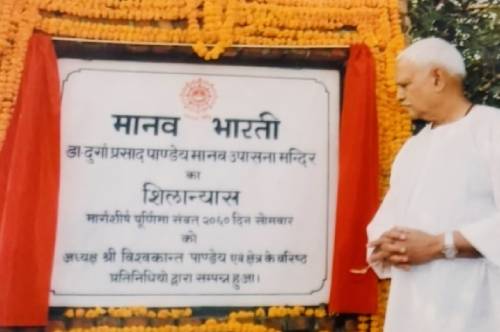 मानव भारती
डा दुर्गा प्रसाद पाण्डेय मानव उपासना मन्दिर
का
शिलान्यास
मार्गशीर्ष पूर्णिमा संवत् २०६० दिन सोमवार
को
अध्यक्ष श्री विश्वकान्त पाण्डेय एवं क्षेत्र के वरिष्ठ
प्रतिनिधियो द्वारा सम्पन्न हुआ।